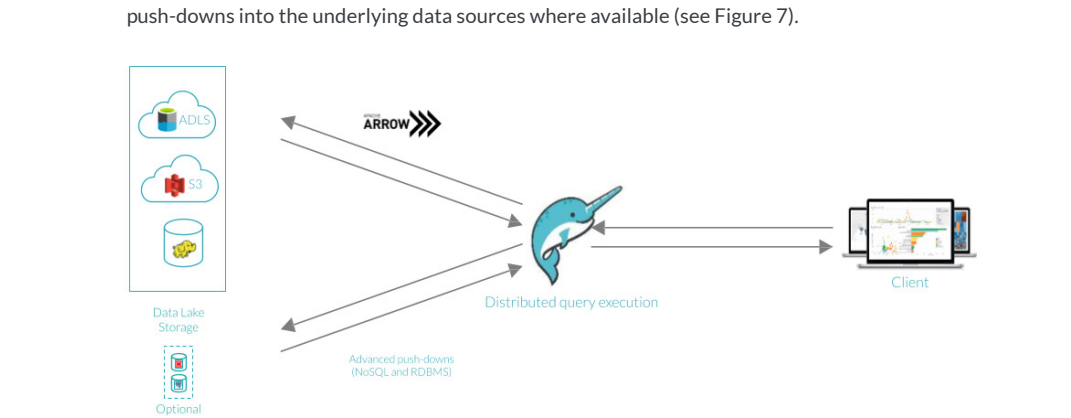 push-downs into the underlying data sources where available (see Figure 7).
ADLS
APACHE
ARROW
S3
Distributed query execution
Client
Data Lake
Storage
Advanced push-downs
(NoSQL and RDBMS)
Optional